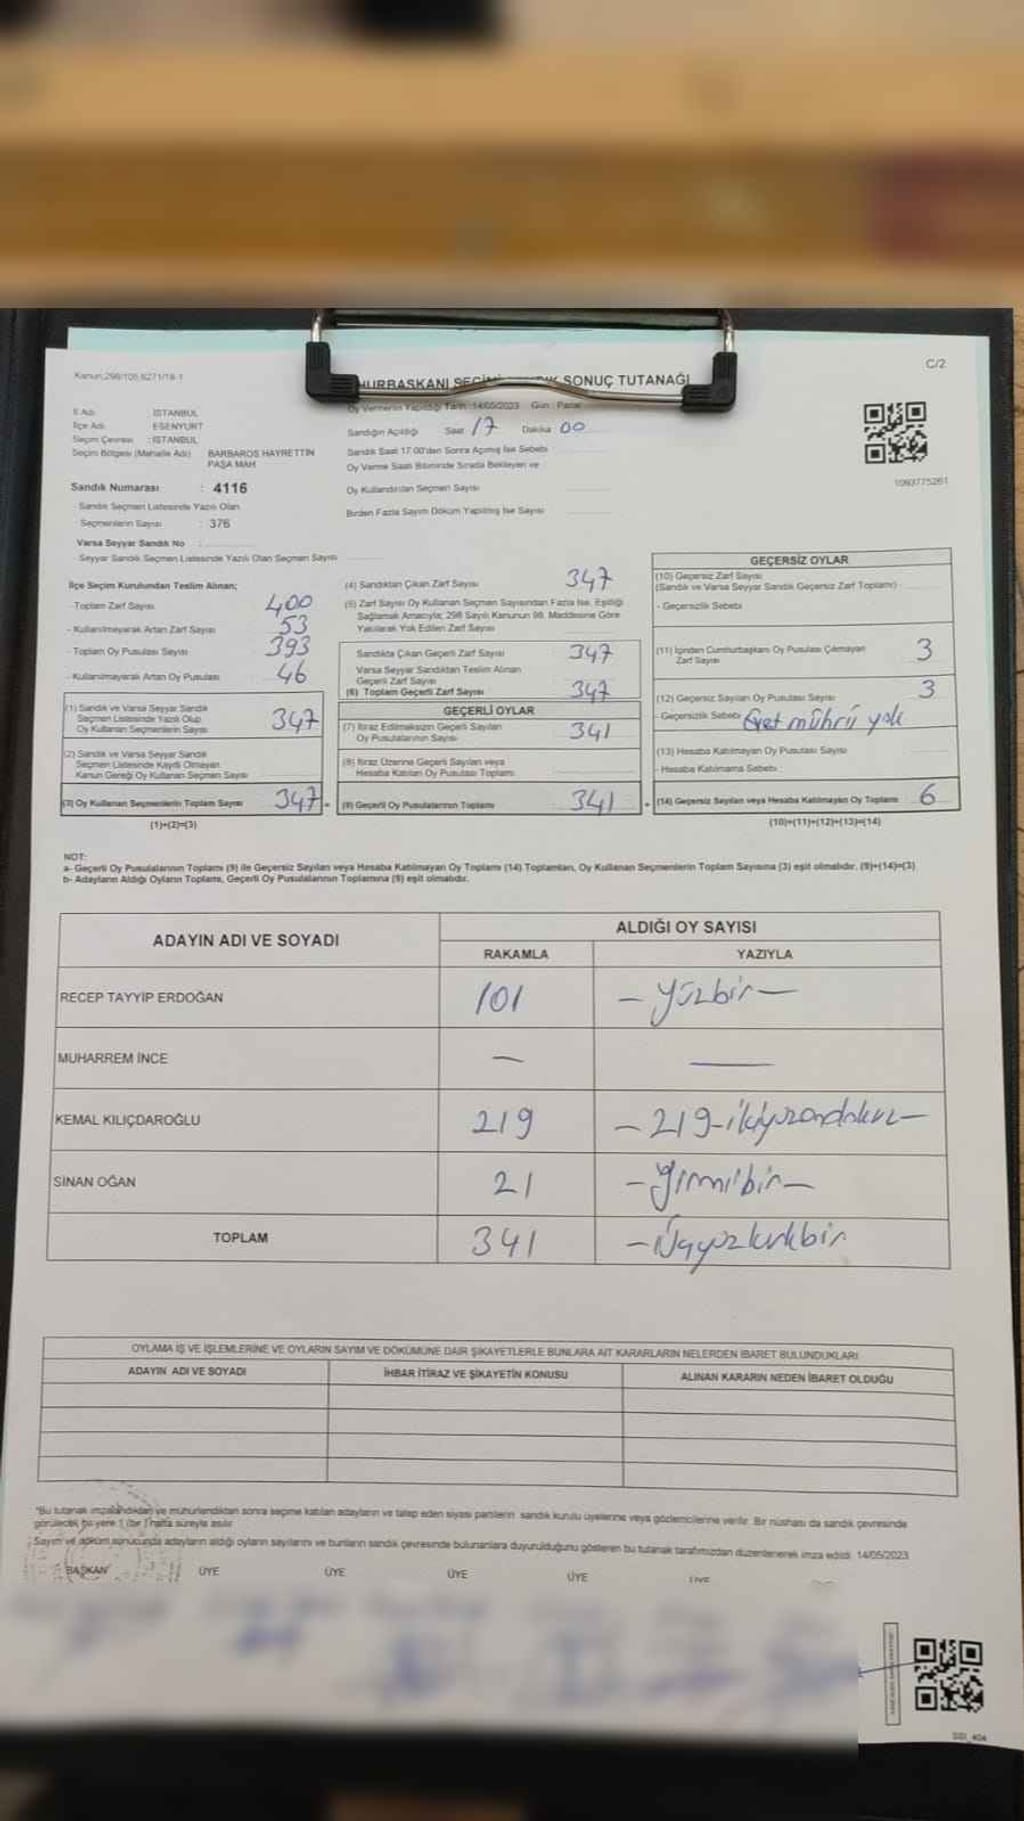 Kanun:298/105,6271/18-1
C/2
SONUÇ TUTANAĞI
Oy Vermenin Yapıldığı Tarih :14/05/2023 Gün : Pazar
Sandığın Açıldığı Saat 17 Dakika 00
Sandık Saat 17.00'dan Sonra Açılmış İse Sebebi
Oy Verme Saati Bitiminde Sırada Bekleyen ve
Oy Kullandırılan Seçmen Sayısı
Birden Fazla Sayım Döküm Yapılmış İse Sayısı
İl Adı : İSTANBUL
İlçe Adı : ESENYURT
Seçim Çevresi : İSTANBUL
Seçim Bölgesi (Mahalle Adı) BARBAROS HAYRETTİN
PAŞA MAH
Sandık Numarası : 4116
- Sandık Seçmen Listesinde Yazılı Olan
Seçmenlerin Sayısı : 376
Varsa Seyyar Sandık No
- Seyyar Sandık Seçmen Listesinde Yazılı Olan Seçmen Sayısı
1093775261
İlçe Seçim Kurulundan Teslim Alınan;
- Toplam Zarf Sayısı 400
- Kullanılmayarak Artan Zarf Sayısı 53
- Toplam Oy Pusulası Sayısı 393
- Kullanılmayarak Artan Oy Pusulası 46
(1) Sandık ve Varsa Seyyar Sandık
Seçmen Listesinde Yazılı Olup
Oy Kullanan Seçmenlerin Sayısı 347
(2) Sandık ve Varsa Seyyar Sandık
Seçmen Listesinde Kayıtlı Olmayan
Kanun Gereği Oy Kullanan Seçmen Sayısı
(3) Oy Kullanan Seçmenlerin Toplam Sayısı 347 =
(1)+(2)=(3)
(4) Sandıktan Çıkan Zarf Sayısı 347
(5) Zarf Sayısı Oy Kullanan Seçmen Sayısından Fazla İse, Eşitliği
Sağlamak Amacıyla; 298 Sayılı Kanunun 98. Maddesine Göre
Yakılarak Yok Edilen Zarf Sayısı
Sandıkta Çıkan Geçerli Zarf Sayısı 347
Varsa Seyyar Sandıktan Teslim Alınan
Geçerli Zarf Sayısı
(6) Toplam Geçerli Zarf Sayısı 347
GEÇERLİ OYLAR
(7) İtiraz Edilmeksizin Geçerli Sayılan
Oy Pusulalarının Sayısı 341
(8) İtiraz Üzerine Geçerli Sayılan veya
Hesaba Katılan Oy Pusulası Toplamı
(9) Geçerli Oy Pusulalarının Toplamı 341 +
GEÇERSİZ OYLAR
(10) Geçersiz Zarf Sayısı
(Sandık ve Varsa Seyyar Sandık Geçersiz Zarf Toplamı)
- Geçersizlik Sebebi
(11) İçinden Cumhurbaşkanı Oy Pusulası Çıkmayan
Zarf Sayısı 3
(12) Geçersiz Sayılan Oy Pusulası Sayısı 3
- Geçersizlik Sebebi Evet mührü yok
(13) Hesaba Katılmayan Oy Pusulası Sayısı
- Hesaba Katılmama Sebebi :
(14) Geçersiz Sayılan veya Hesaba Katılmayan Oy Toplamı 6
(10)+(11)+(12)+(13)=(14)
NOT:
a- Geçerli Oy Pusulalarının Toplamı (9) ile Geçersiz Sayılan veya Hesaba Katılmayan Oy Toplamı (14) Toplamları, Oy Kullanan Seçmenlerin Toplam Sayısına (3) eşit olmalıdır. (9)+(14)=(3)
b- Adayların Aldığı Oyların Toplamı, Geçerli Oy Pusulalarının Toplamına (9) eşit olmalıdır.
ADAYIN ADI VE SOYADI
ALDIĞI OY SAYISI
RAKAMLA YAZIYLA
RECEP TAYYİP ERDOĞAN 101 - yüzbir -
MUHARREM İNCE — —
KEMAL KILIÇDAROĞLU 219 - 219 - ikiyüzondokuz -
SİNAN OĞAN 21 - yirmibir -
TOPLAM 341 - üçyüzkırkbir
OYLAMA İŞ VE İŞLEMLERİNE VE OYLARIN SAYIM VE DÖKÜMÜNE DAİR ŞİKAYETLERLE BUNLARA AİT KARARLARIN NELERDEN İBARET BULUNDUKLARI
ADAYIN ADI VE SOYADI İHBAR İTİRAZ VE ŞİKAYETİN KONUSU ALINAN KARARIN NEDEN İBARET OLDUĞU
*Bu tutanak imzalandıktan ve mühürlendikten sonra seçime katılan adayların ve talep eden siyasi partilerin sandık kurulu üyelerine veya gözlemcilerine verilir. Bir nüshası da sandık çevresinde
görülecek bir yere 1 (bir) hafta süreyle asılır.
Sayım ve döküm sonucunda adayların aldığı oyların sayılarını ve bunların sandık çevresinde bulunanlara duyurulduğunu gösteren bu tutanak tarafımızdan düzenlenerek imza edildi. 14/05/2023
BAŞKAN ÜYE ÜYE ÜYE ÜYE ÜYE